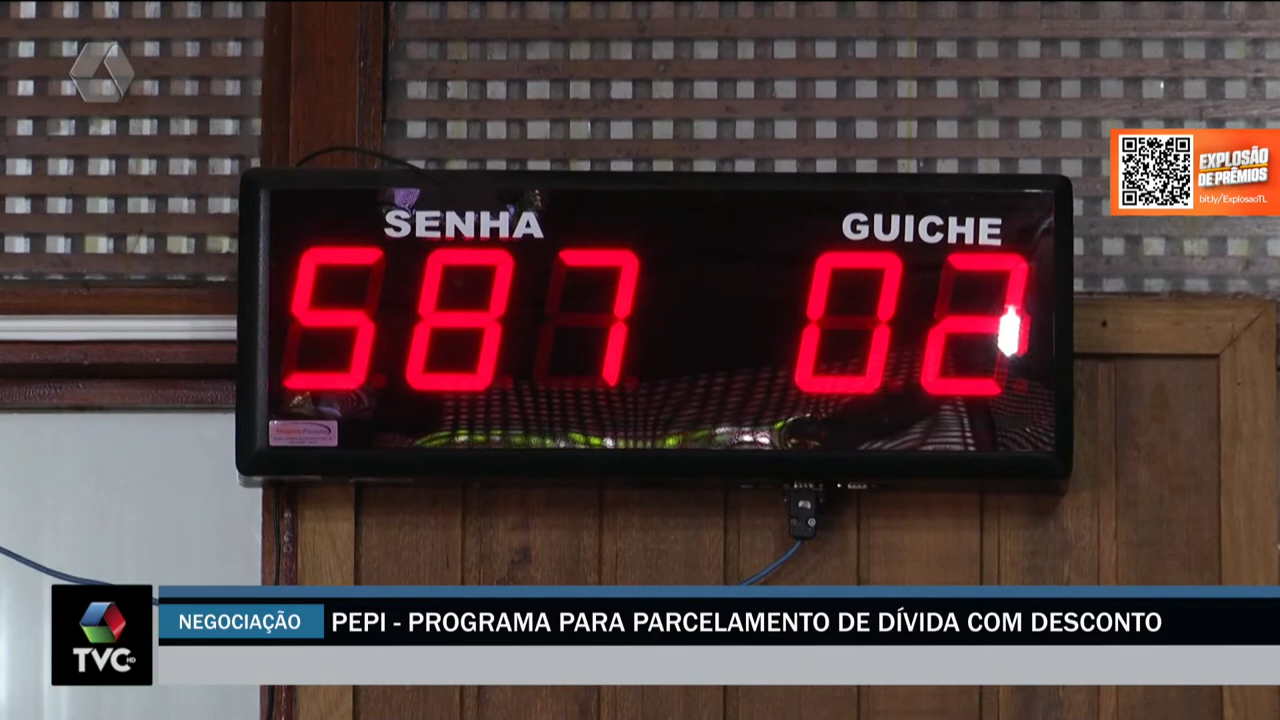 EXPLOSÃO
DE PRÊMIOS
bit.ly/ExplosaoTL
SENHA GUICHE
587 02
NEGOCIAÇÃO PEPI - PROGRAMA PARA PARCELAMENTO DE DÍVIDA COM DESCONTO
TVC HD